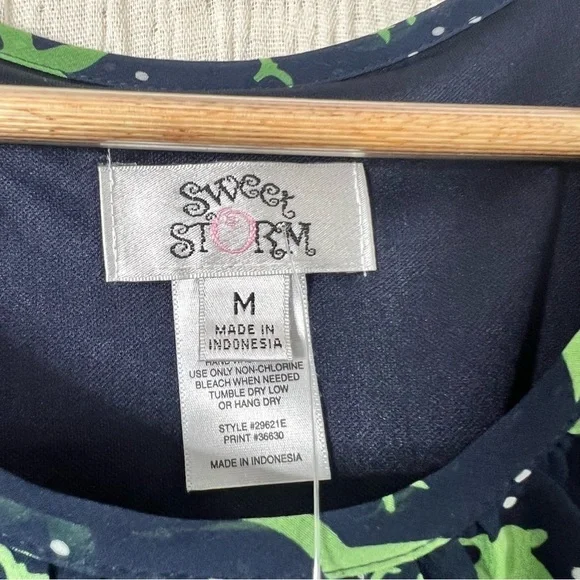 Sweet
STORM
M
MADE IN
INDONESIA
USE ONLY NON-CHLORINE
BLEACH WHEN NEEDED
TUMBLE DRY LOW
OR HANG DRY
STYLE #29621E
PRINT #36630
MADE IN INDONESIA